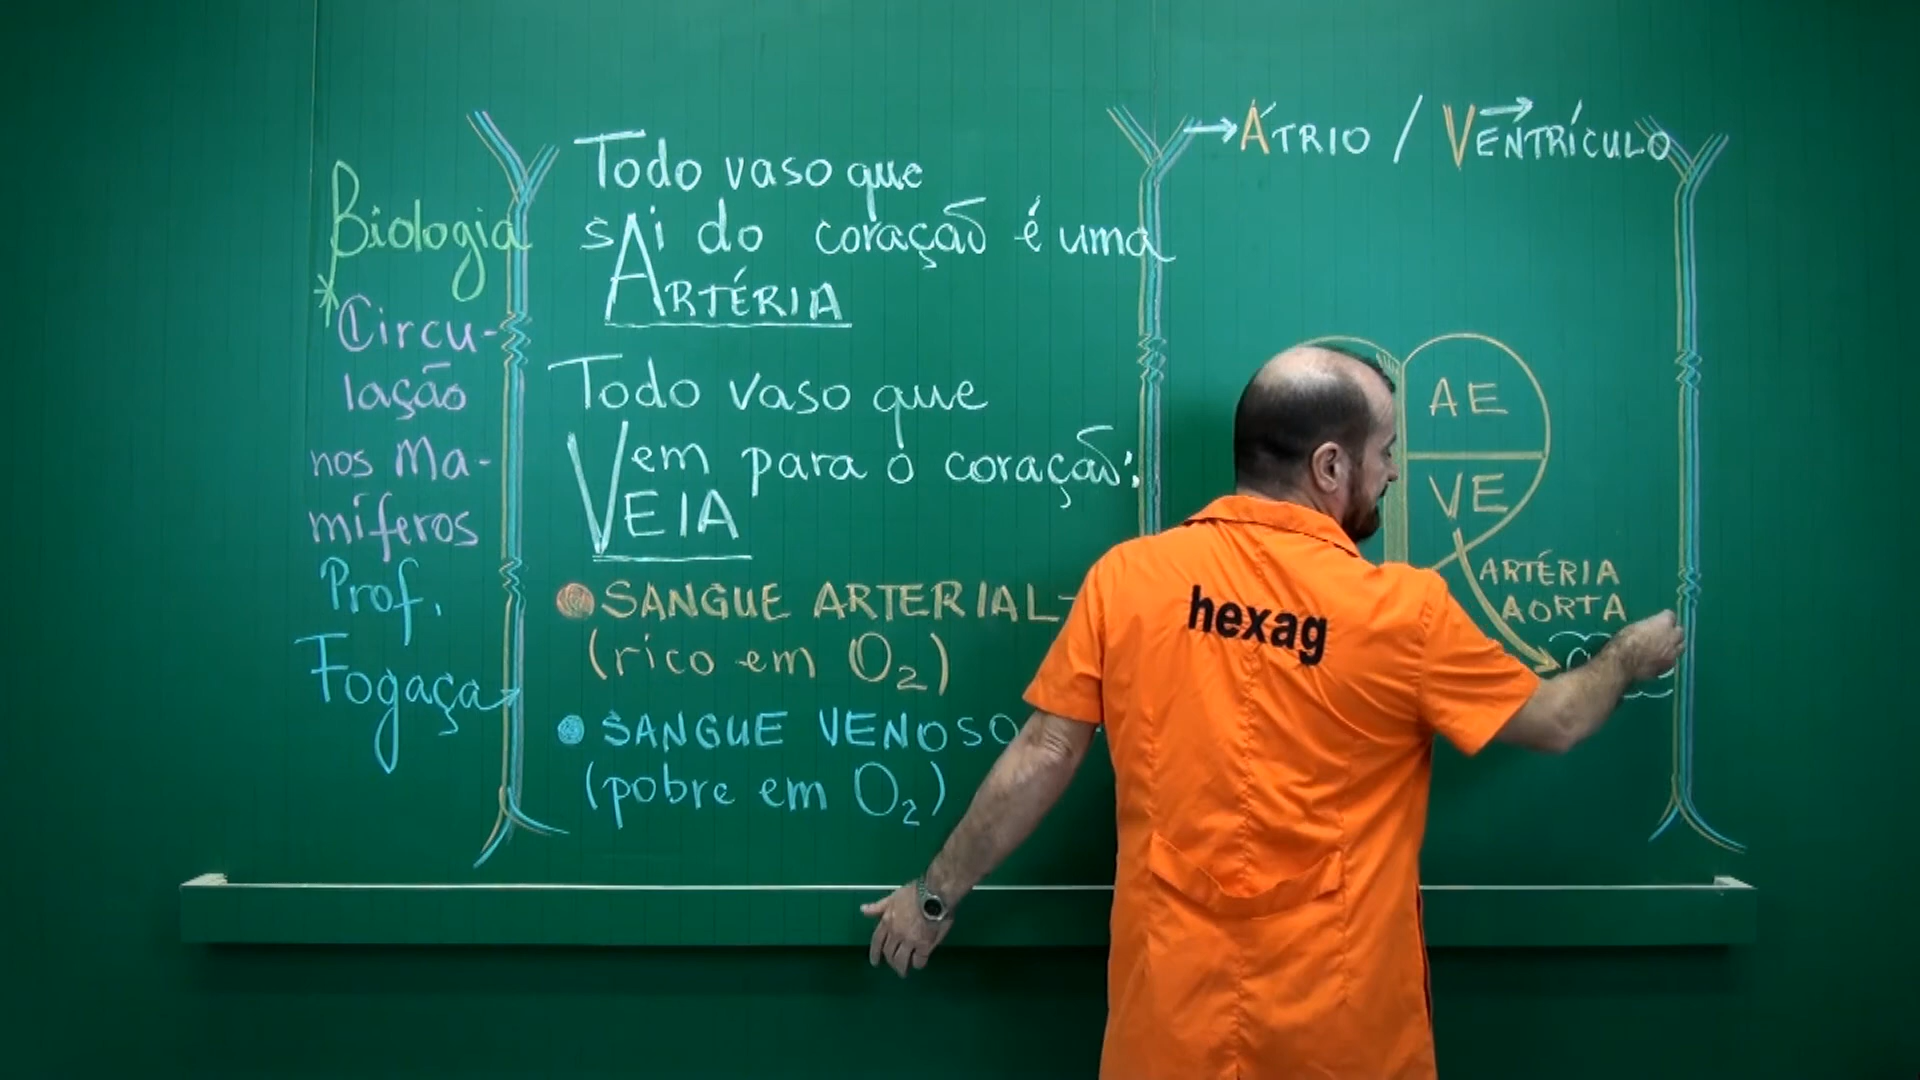 Biologia
* Circu-
lação
nos Ma-
míferos
Prof.
Fogaça
Todo vaso que
sAi do coração é uma
ARTÉRIA
Todo vaso que
Vem para o coração:
VEIA
SANGUE ARTERIAL
(rico em O₂)
SANGUE VENOSO
(pobre em O₂)
→ ÁTRIO / VENTRÍCULO
AE
VE
ARTÉRIA
AORTA
hexag